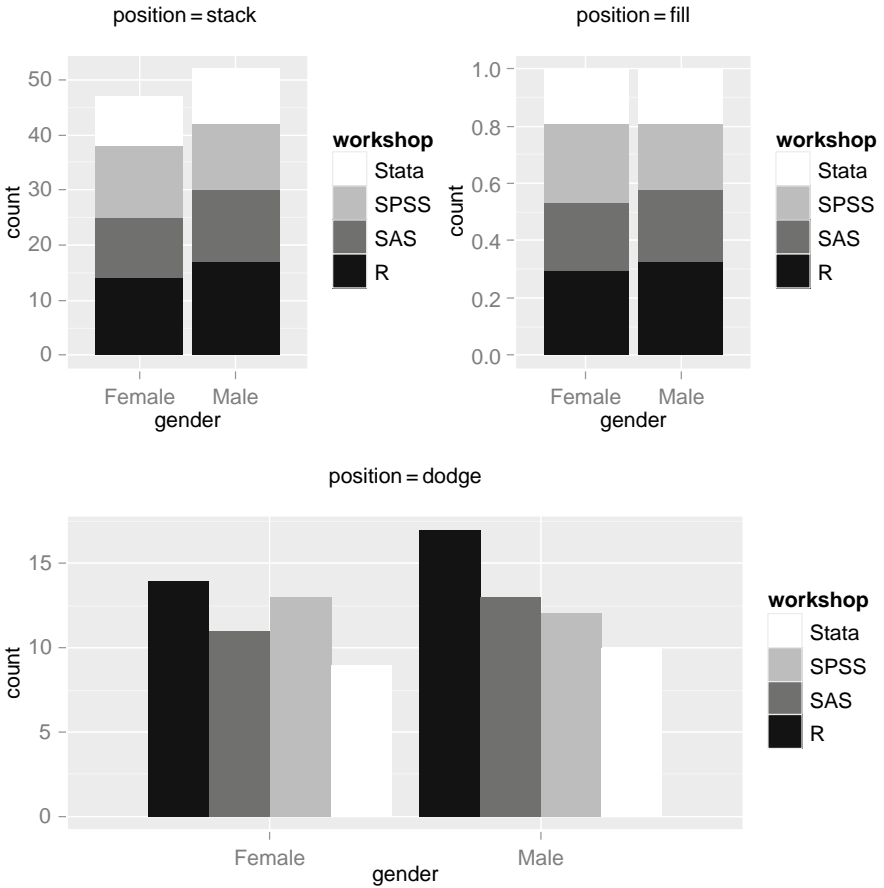 position = stack
50
40
30
20
10
0
count
Female Male
gender
workshop
Stata
SPSS
SAS
R
position = fill
1.0
0.8
0.6
0.4
0.2
0.0
count
Female Male
gender
workshop
Stata
SPSS
SAS
R
position = dodge
15
10
5
0
count
Female Male
gender
workshop
Stata
SPSS
SAS
R